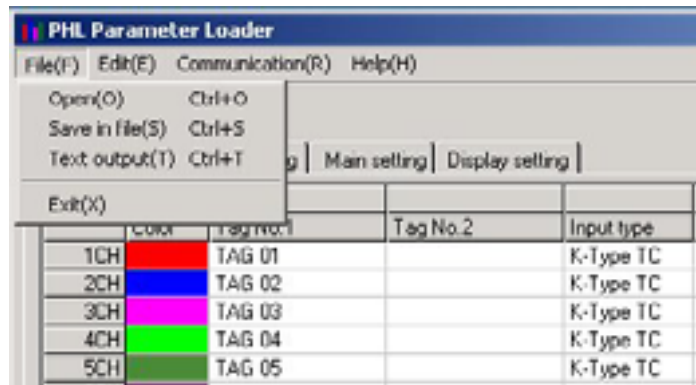 PHL Parameter Loader
File(F) Edit(E) Communication(R) Help(H)
Open(O) Ctrl+O
Save in file(S) Ctrl+S
Text output(T) Ctrl+T
g Main setting Display setting
Exit(X)
Color Tag No.1 Tag No.2 Input type
1CH TAG 01 K-Type TC
2CH TAG 02 K-Type TC
3CH TAG 03 K-Type TC
4CH TAG 04 K-Type TC
5CH TAG 05 K-Type TC